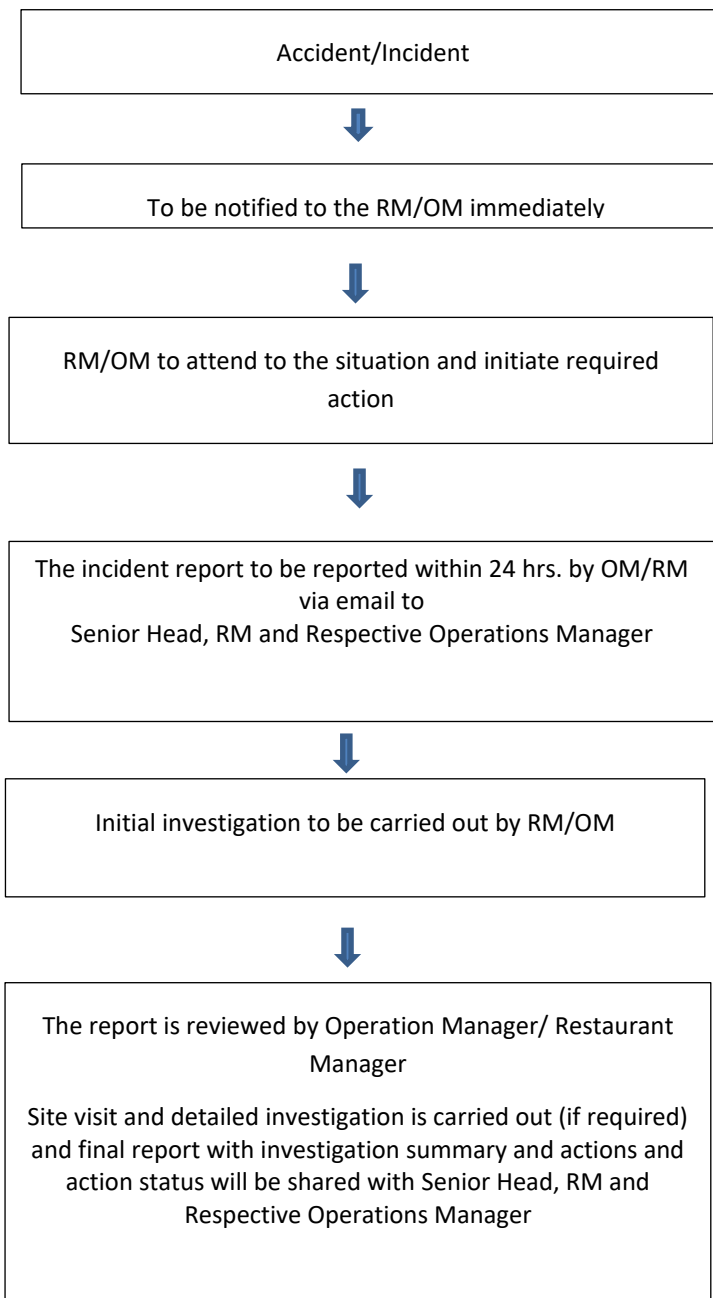 Accident/Incident
To be notified to the RM/OM immediately
RM/OM to attend to the situation and initiate required
action
The incident report to be reported within 24 hrs. by OM/RM
via email to
Senior Head, RM and Respective Operations Manager
Initial investigation to be carried out by RM/OM
The report is reviewed by Operation Manager/ Restaurant
Manager
Site visit and detailed investigation is carried out (if required)
and final report with investigation summary and actions and
action status will be shared with Senior Head, RM and
Respective Operations Manager